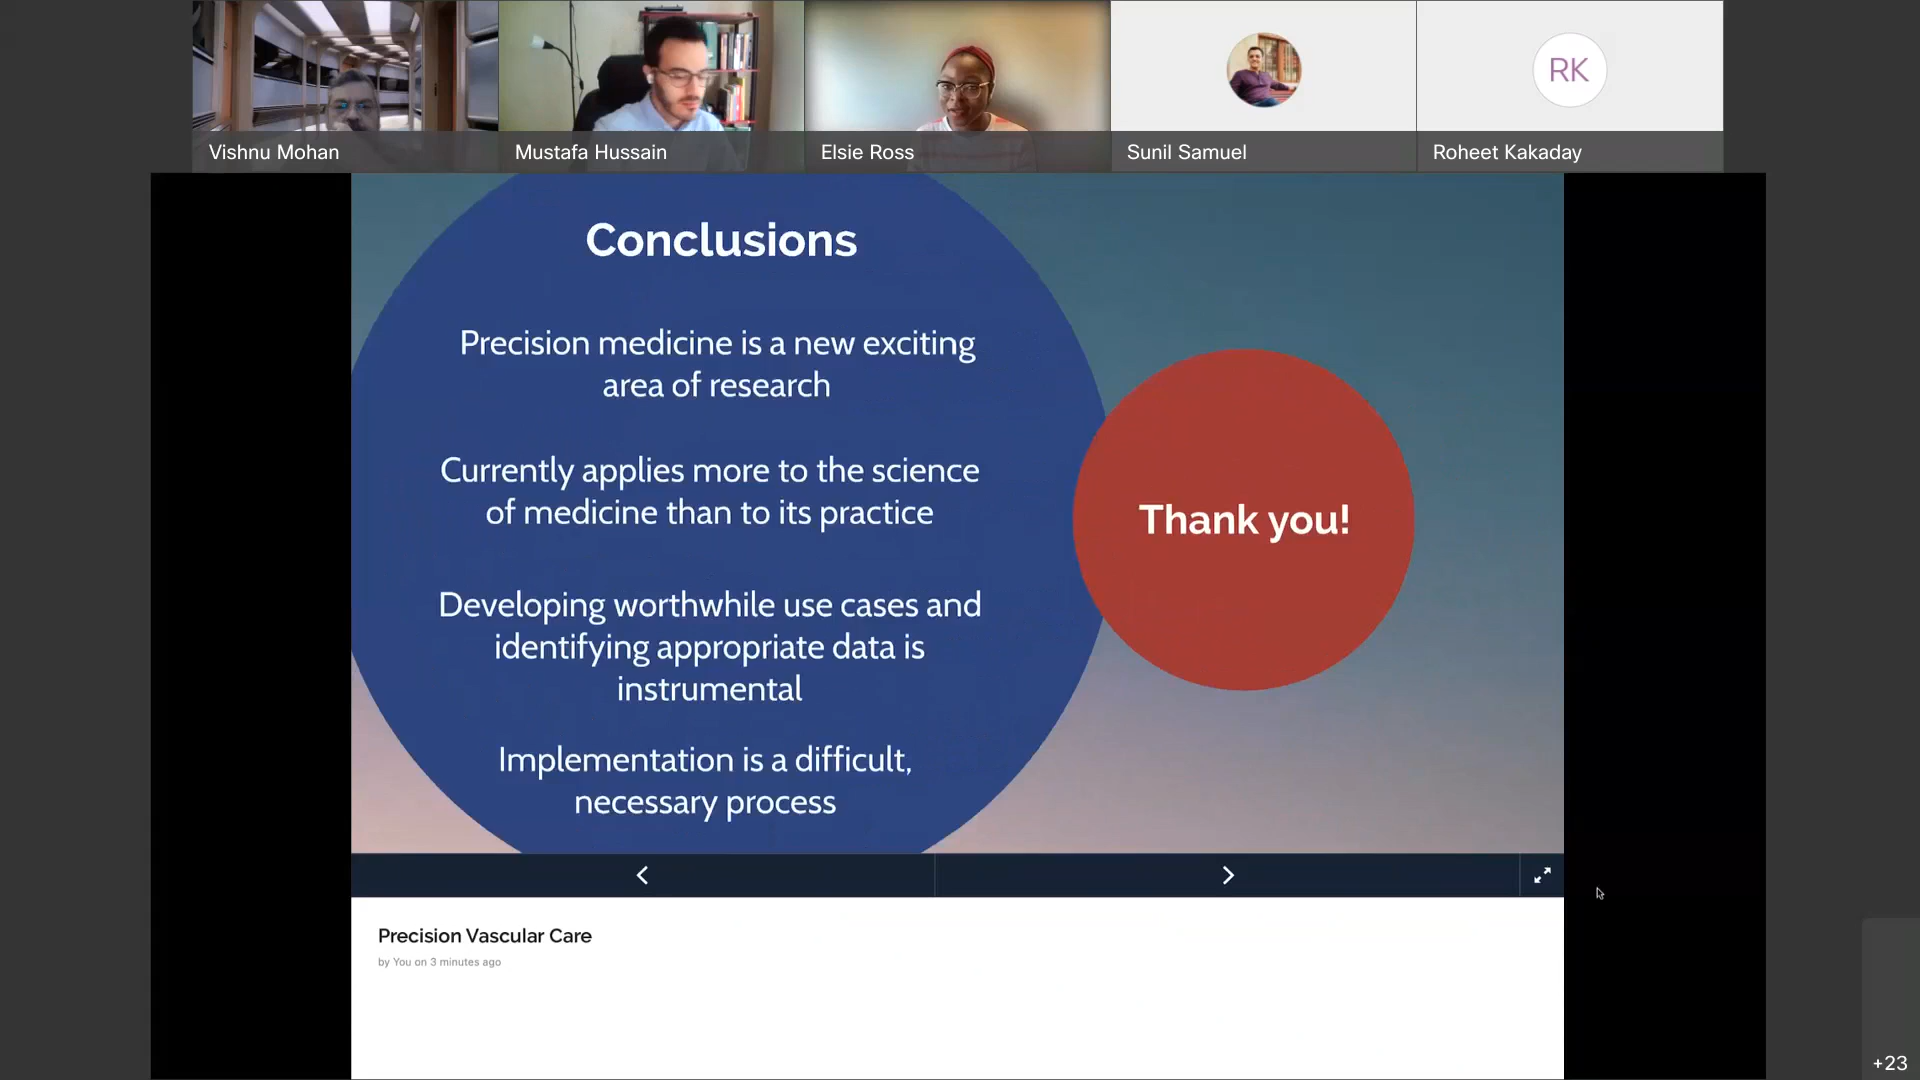 Vishnu Mohan
Mustafa Hussain
Elsie Ross
Sunil Samuel
RK
Roheet Kakaday
Conclusions
Precision medicine is a new exciting
area of research
Currently applies more to the science
of medicine than to its practice
Developing worthwhile use cases and
identifying appropriate data is
instrumental
Implementation is a difficult,
necessary process
Thank you!
Precision Vascular Care
by You on 3 minutes ago
+23